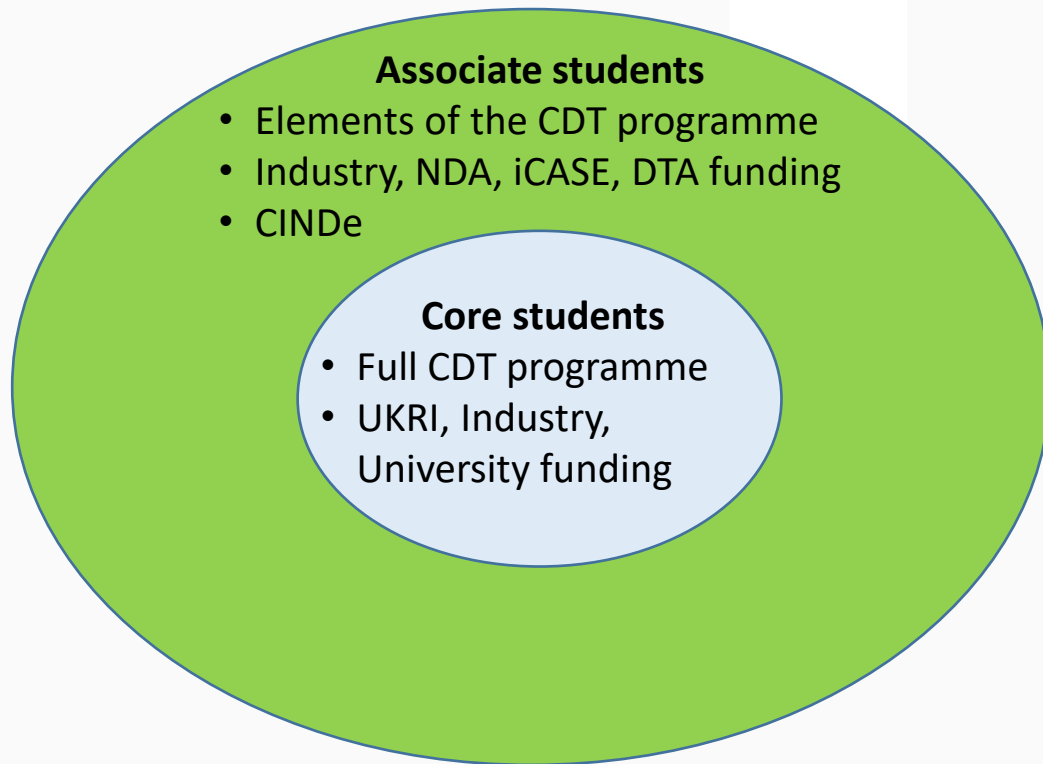 Associate students
• Elements of the CDT programme
• Industry, NDA, iCASE, DTA funding
• CINDe
Core students
• Full CDT programme
• UKRI, Industry,
University funding